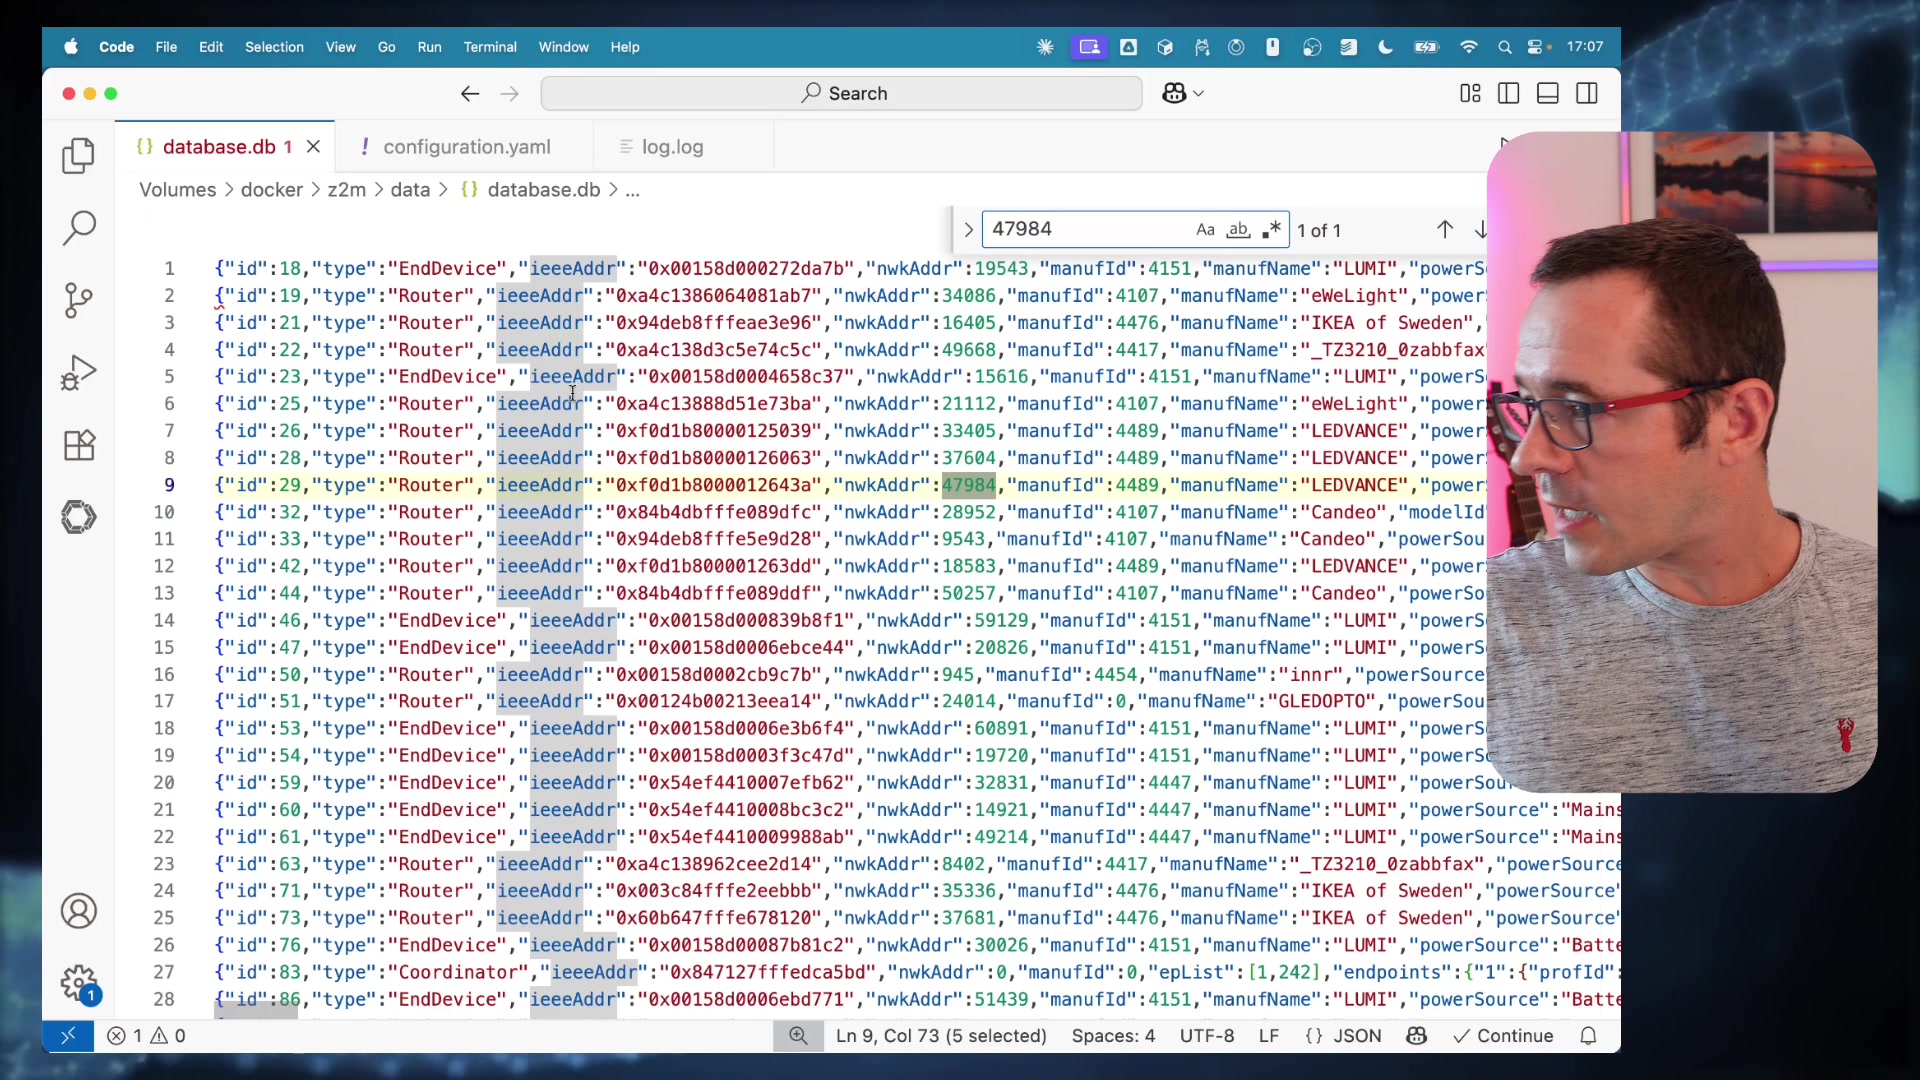 Code File Edit Selection View Go Run Terminal Window Help 17:07
Search
database.db 1 configuration.yaml log.log
Volumes > docker > z2m > data > {} database.db > ...
47984 Aa ab .* 1 of 1
1 {"id":18,"type":"EndDevice","ieeeAddr":"0x00158d000272da7b","nwkAddr":19543,"manufId":4151,"manufName":"LUMI","powerS
2 {"id":19,"type":"Router","ieeeAddr":"0xa4c1386064081ab7","nwkAddr":34086,"manufId":4107,"manufName":"eWeLight","power
3 {"id":21,"type":"Router","ieeeAddr":"0x94deb8fffeae3e96","nwkAddr":16405,"manufId":4476,"manufName":"IKEA of Sweden",
4 {"id":22,"type":"Router","ieeeAddr":"0xa4c138d3c5e74c5c","nwkAddr":49668,"manufId":4417,"manufName":"_TZ3210_0zabbfax
5 {"id":23,"type":"EndDevice","ieeeAddr":"0x00158d0004658c37","nwkAddr":15616,"manufId":4151,"manufName":"LUMI","powerS
6 {"id":25,"type":"Router","ieeeAddr":"0xa4c13888d51e73ba","nwkAddr":21112,"manufId":4107,"manufName":"eWeLight","power
7 {"id":26,"type":"Router","ieeeAddr":"0xf0d1b80000125039","nwkAddr":33405,"manufId":4489,"manufName":"LEDVANCE","power
8 {"id":28,"type":"Router","ieeeAddr":"0xf0d1b80000126063","nwkAddr":37604,"manufId":4489,"manufName":"LEDVANCE","power
9 {"id":29,"type":"Router","ieeeAddr":"0xf0d1b8000012643a","nwkAddr":47984,"manufId":4489,"manufName":"LEDVANCE","power
10 {"id":32,"type":"Router","ieeeAddr":"0x84b4dbfffe089dfc","nwkAddr":28952,"manufId":4107,"manufName":"Candeo","modelId
11 {"id":33,"type":"Router","ieeeAddr":"0x94deb8fffe5e9d28","nwkAddr":9543,"manufId":4107,"manufName":"Candeo","powerSou
12 {"id":42,"type":"Router","ieeeAddr":"0xf0d1b800001263dd","nwkAddr":18583,"manufId":4489,"manufName":"LEDVANCE","power
13 {"id":44,"type":"Router","ieeeAddr":"0x84b4dbfffe089ddf","nwkAddr":50257,"manufId":4107,"manufName":"Candeo","powerSo
14 {"id":46,"type":"EndDevice","ieeeAddr":"0x00158d000839b8f1","nwkAddr":59129,"manufId":4151,"manufName":"LUMI","powerS
15 {"id":47,"type":"EndDevice","ieeeAddr":"0x00158d0006ebce44","nwkAddr":20826,"manufId":4151,"manufName":"LUMI","powerS
16 {"id":50,"type":"Router","ieeeAddr":"0x00158d0002cb9c7b","nwkAddr":945,"manufId":4454,"manufName":"innr","powerSource
17 {"id":51,"type":"Router","ieeeAddr":"0x00124b00213eea14","nwkAddr":24014,"manufId":0,"manufName":"GLEDOPTO","powerSou
18 {"id":53,"type":"EndDevice","ieeeAddr":"0x00158d0006e3b6f4","nwkAddr":60891,"manufId":4151,"manufName":"LUMI","powerS
19 {"id":54,"type":"EndDevice","ieeeAddr":"0x00158d0003f3c47d","nwkAddr":19720,"manufId":4151,"manufName":"LUMI","powerS
20 {"id":59,"type":"EndDevice","ieeeAddr":"0x54ef4410007efb62","nwkAddr":32831,"manufId":4447,"manufName":"LUMI","powerSou
21 {"id":60,"type":"EndDevice","ieeeAddr":"0x54ef4410008bc3c2","nwkAddr":14921,"manufId":4447,"manufName":"LUMI","powerSource":"Mains
22 {"id":61,"type":"EndDevice","ieeeAddr":"0x54ef4410009988ab","nwkAddr":49214,"manufId":4447,"manufName":"LUMI","powerSource":"Mains
23 {"id":63,"type":"Router","ieeeAddr":"0xa4c138962cee2d14","nwkAddr":8402,"manufId":4417,"manufName":"_TZ3210_0zabbfax","powerSource
24 {"id":71,"type":"Router","ieeeAddr":"0x003c84fffe2eebbb","nwkAddr":35336,"manufId":4476,"manufName":"IKEA of Sweden","powerSource"
25 {"id":73,"type":"Router","ieeeAddr":"0x60b647fffe678120","nwkAddr":37681,"manufId":4476,"manufName":"IKEA of Sweden","powerSource"
26 {"id":76,"type":"EndDevice","ieeeAddr":"0x00158d00087b81c2","nwkAddr":30026,"manufId":4151,"manufName":"LUMI","powerSource":"Batte
27 {"id":83,"type":"Coordinator","ieeeAddr":"0x847127fffedca5bd","nwkAddr":0,"manufId":0,"epList":[1,242],"endpoints":{"1":{"profId":
28 {"id":86,"type":"EndDevice","ieeeAddr":"0x00158d0006ebd771","nwkAddr":51439,"manufId":4151,"manufName":"LUMI","powerSource":"Batte
1
1 0 Ln 9, Col 73 (5 selected) Spaces: 4 UTF-8 LF {} JSON Continue